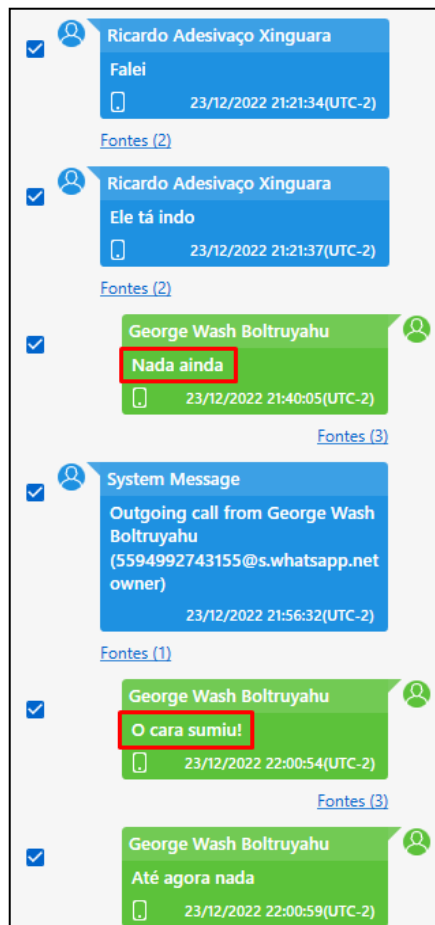 Ricardo Adesivaço Xinguara
Falei
23/12/2022 21:21:34(UTC-2)
Fontes (2)
Ricardo Adesivaço Xinguara
Ele tá indo
23/12/2022 21:21:37(UTC-2)
Fontes (2)
George Wash Boltruyahu
Nada ainda
23/12/2022 21:40:05(UTC-2)
Fontes (3)
System Message
Outgoing call from George Wash
Boltruyahu
(5594992743155@s.whatsapp.net
owner)
23/12/2022 21:56:32(UTC-2)
Fontes (1)
George Wash Boltruyahu
O cara sumiu!
23/12/2022 22:00:54(UTC-2)
Fontes (3)
George Wash Boltruyahu
Até agora nada
23/12/2022 22:00:59(UTC-2)